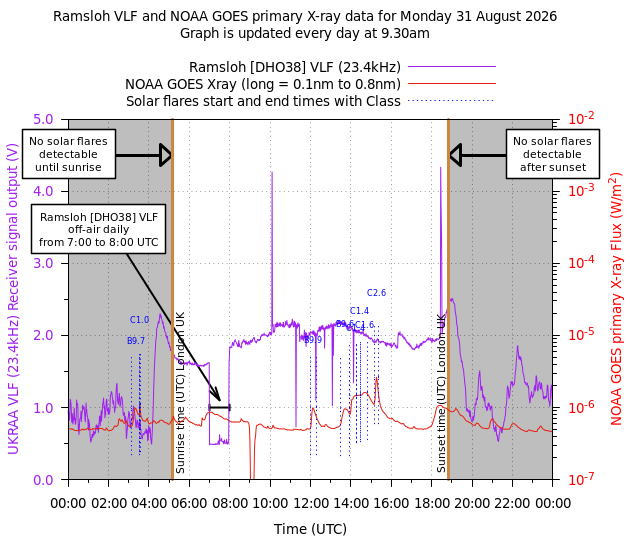 Ramsloh VLF and NOAA GOES primary X-ray data for Monday 31 August 2026
Graph is updated every day at 9.30am
Ramsloh [DHO38] VLF (23.4kHz)
NOAA GOES Xray (long = 0.1nm to 0.8nm)
Solar flares start and end times with Class
5.0
4.0
3.0
2.0
1.0
0.0
UKRAA VLF (23.4kHz) Receiver signal output (V)
10-2
10-3
10-4
10-5
10-6
10-7
NOAA GOES primary X-ray Flux (W/m2)
No solar flares
detectable
until sunrise
No solar flares
detectable
after sunset
Ramsloh [DHO38] VLF
off-air daily
from 7:00 to 8:00 UTC
C1.0
B9.7
B9.9
C1.4
C1.6
C2.6
Sunrise time (UTC) London UK
Sunset time (UTC) London UK
00:00 02:00 04:00 06:00 08:00 10:00 12:00 14:00 16:00 18:00 20:00 22:00 00:00
Time (UTC)